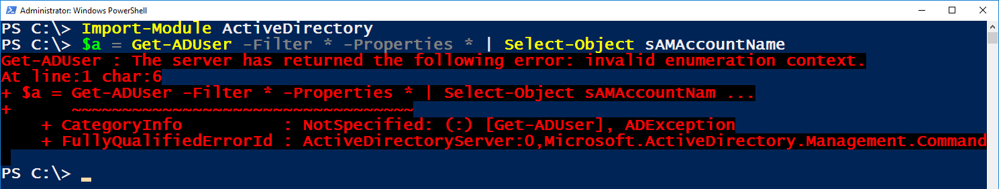 Administrator: Windows PowerShell
PS C:\> Import-Module ActiveDirectory
PS C:\> $a = Get-ADUser -Filter * -Properties * | Select-Object sAMAccountName
Get-ADUser : The server has returned the following error: invalid enumeration context.
At line:1 char:6
+ $a = Get-ADUser -Filter * -Properties * | Select-Object sAMAccountNam ...
+      ~~~~~~~~~~~~~~~~~~~~~~~~~~~~~~~~~~
    + CategoryInfo          : NotSpecified: (:) [Get-ADUser], ADException
    + FullyQualifiedErrorId : ActiveDirectoryServer:0,Microsoft.ActiveDirectory.Management.Command
PS C:\> _